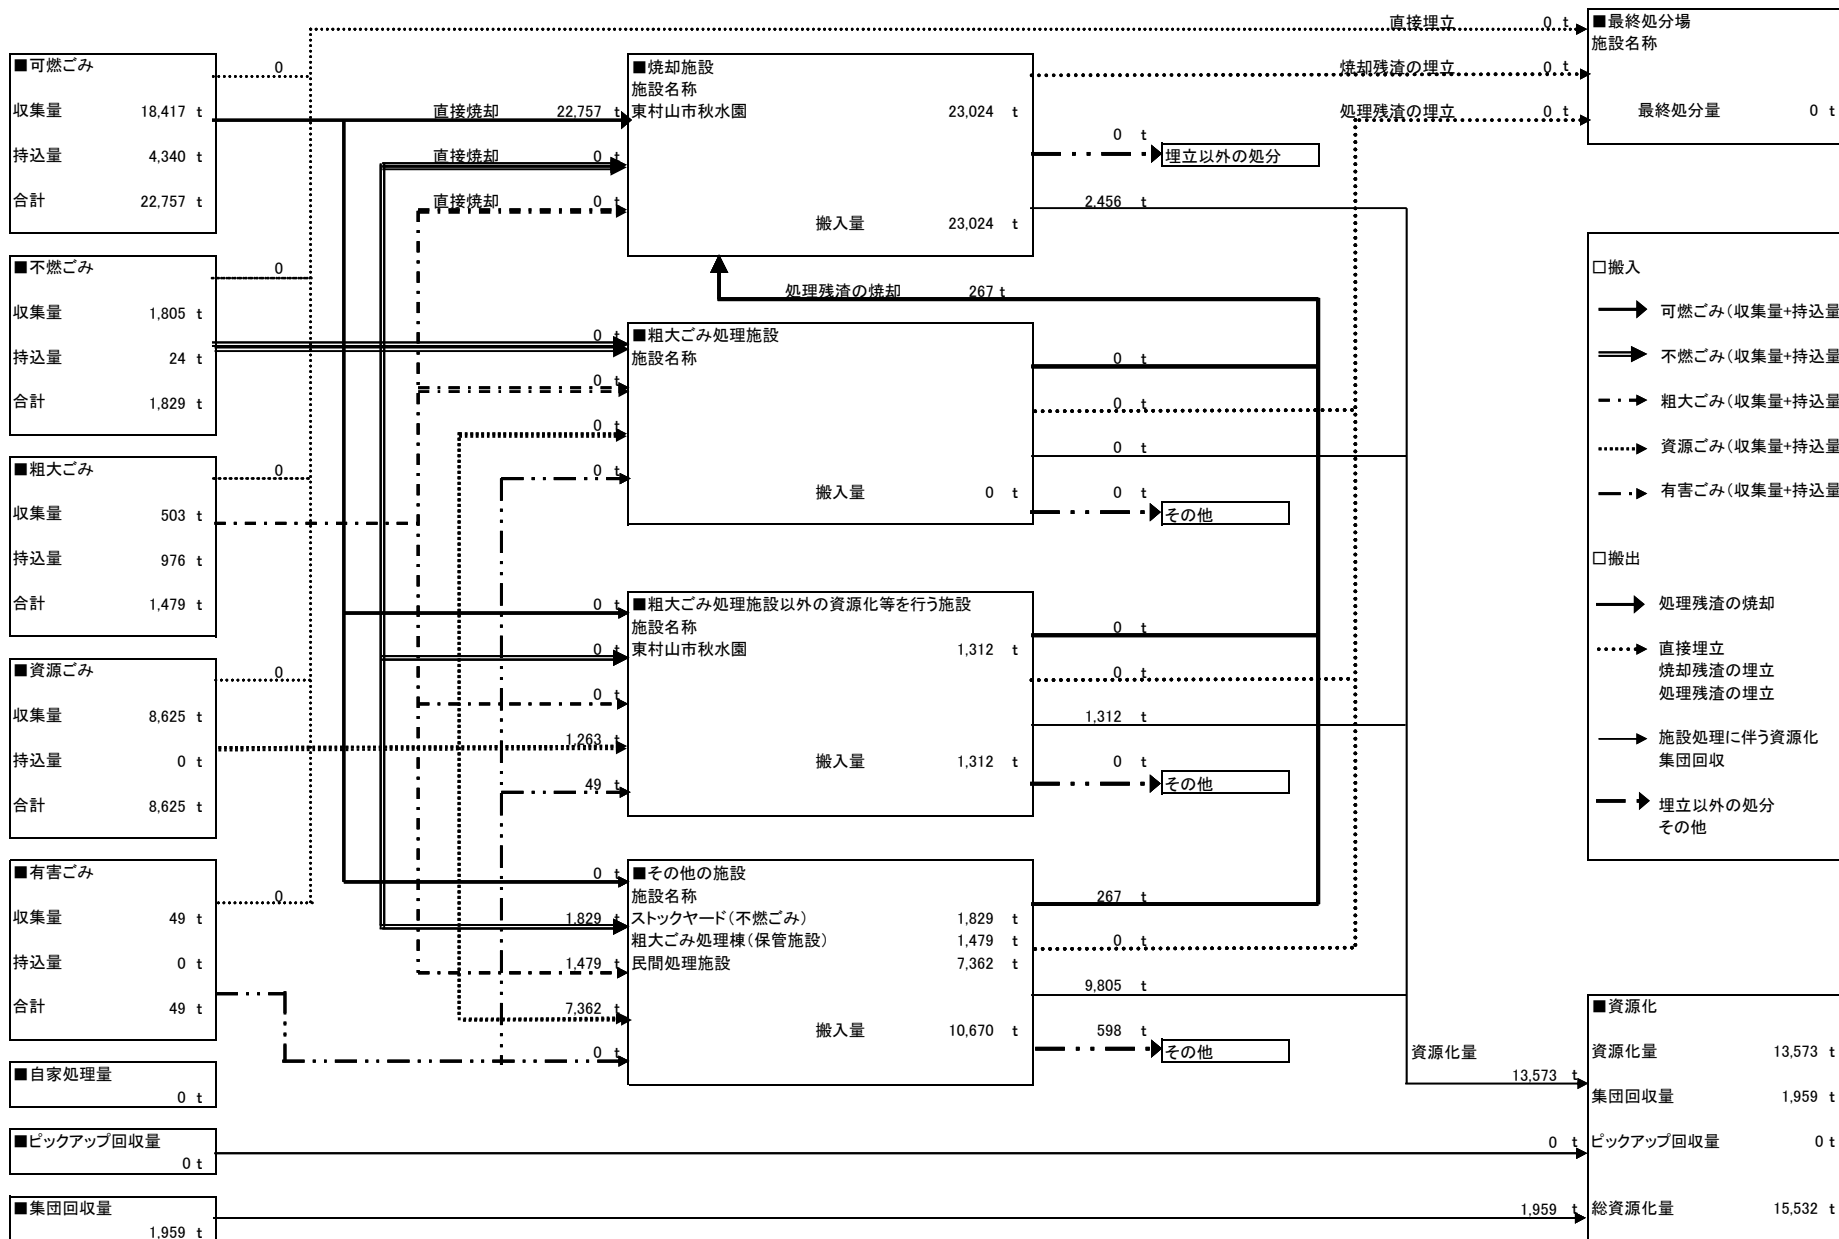 ■可燃ごみ
収集量 18,417 t
持込量 4,340 t
合計 22,757 t
0
■不燃ごみ
収集量 1,805 t
持込量 24 t
合計 1,829 t
0
■粗大ごみ
収集量 503 t
持込量 976 t
合計 1,479 t
0
■資源ごみ
収集量 8,625 t
持込量 0 t
合計 8,625 t
0
■有害ごみ
収集量 49 t
持込量 0 t
合計 49 t
0
■自家処理量
0 t
■ピックアップ回収量
0 t
■集団回収量
1,959 t
直接焼却 22,757 t
直接焼却 0 t
直接焼却 0 t
■焼却施設
施設名称
東村山市秋水園 23,024 t
搬入量 23,024 t
0 t
埋立以外の処分
2,456 t
処理残渣の焼却 267 t
0 t
0 t
0 t
0 t
■粗大ごみ処理施設
施設名称
搬入量 0 t
0 t
0 t
0 t
0 t
その他
0 t
0 t
0 t
1,263 t
49 t
■粗大ごみ処理施設以外の資源化等を行う施設
施設名称
東村山市秋水園 1,312 t
搬入量 1,312 t
0 t
0 t
1,312 t
0 t
その他
0 t
1,829 t
1,479 t
7,362 t
0 t
■その他の施設
施設名称
ストックヤード(不燃ごみ) 1,829 t
粗大ごみ処理棟(保管施設) 1,479 t
民間処理施設 7,362 t
搬入量 10,670 t
267 t
0 t
9,805 t
598 t
その他
直接埋立 0 t
焼却残渣の埋立 0 t
処理残渣の埋立 0 t
■最終処分場
施設名称
最終処分量 0 t
□搬入
可燃ごみ(収集量+持込量
不燃ごみ(収集量+持込量
粗大ごみ(収集量+持込量
資源ごみ(収集量+持込量
有害ごみ(収集量+持込量
□搬出
処理残渣の焼却
直接埋立
焼却残渣の埋立
処理残渣の埋立
施設処理に伴う資源化
集団回収
埋立以外の処分
その他
資源化量
13,573 t
0 t
1,959 t
■資源化
資源化量 13,573 t
集団回収量 1,959 t
ピックアップ回収量 0 t
総資源化量 15,532 t